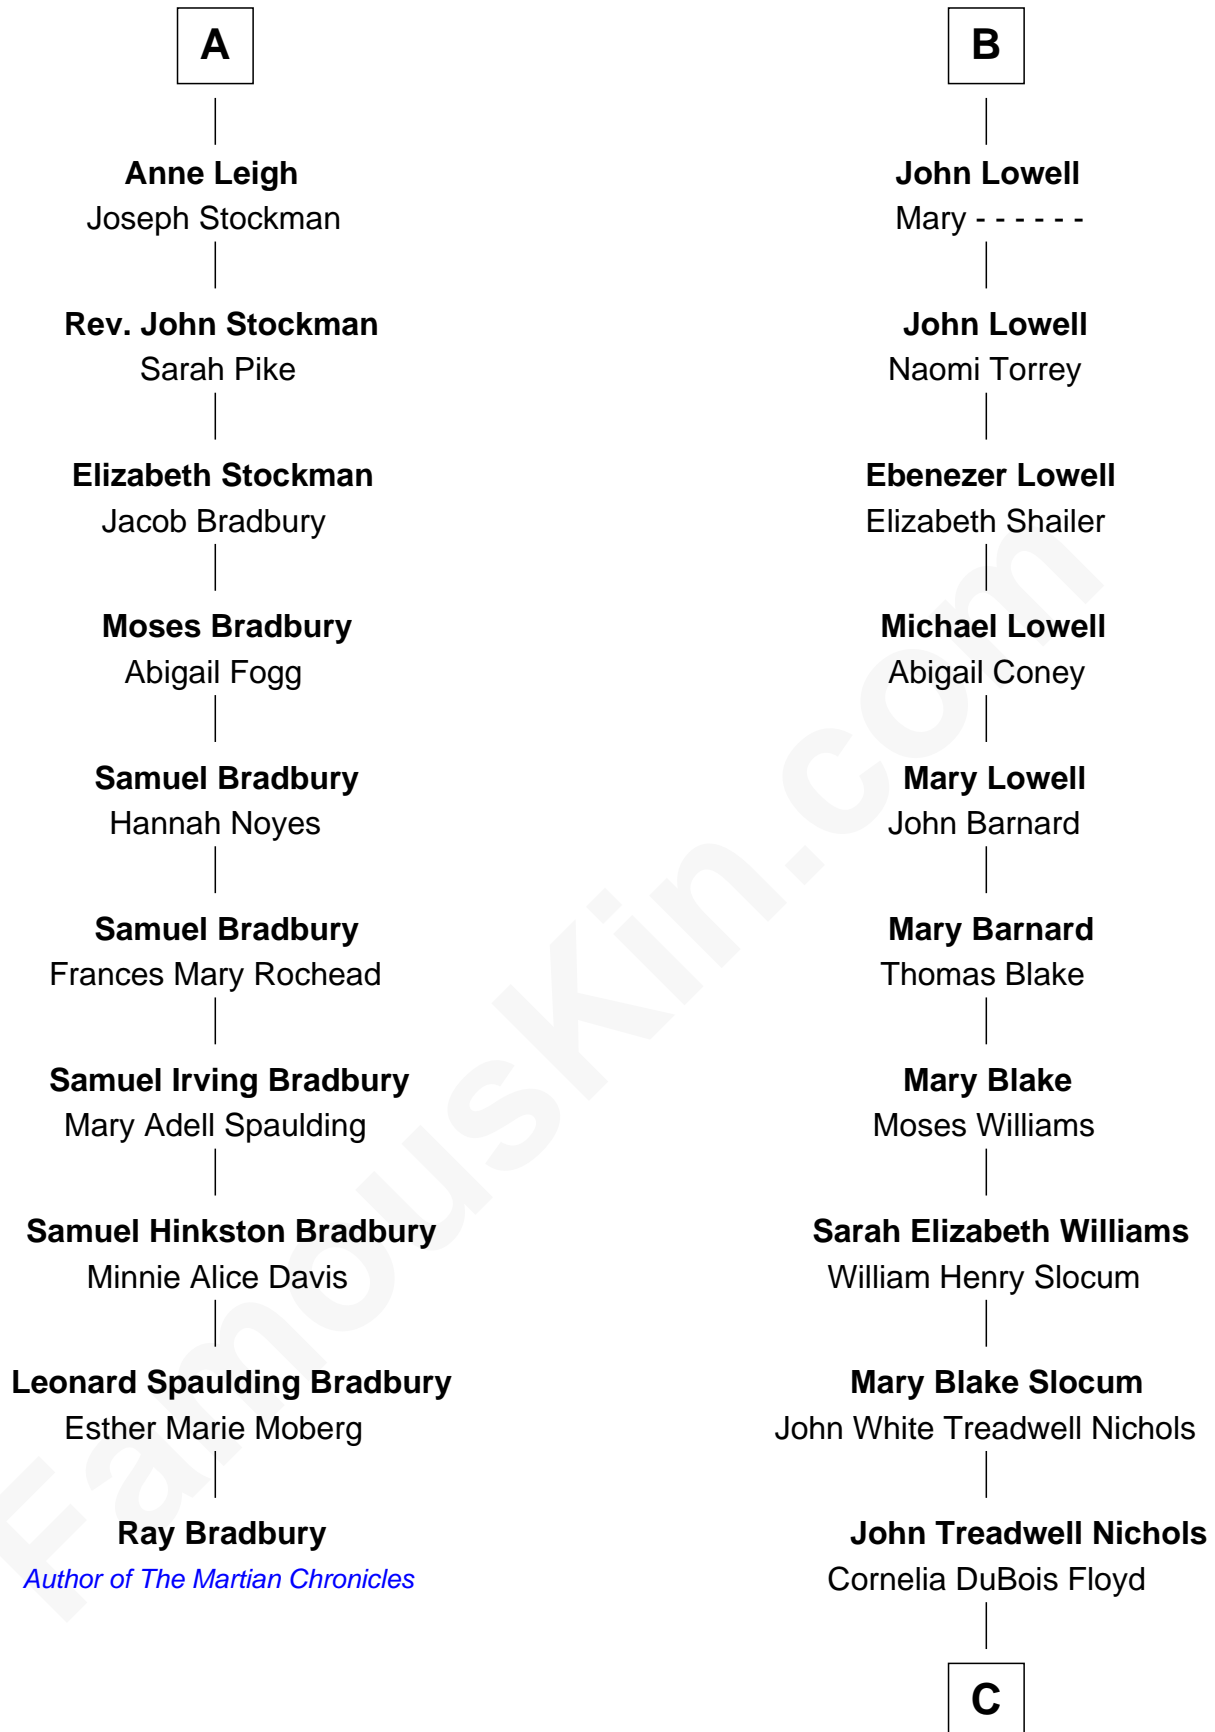 A
Anne Leigh
Joseph Stockman
Rev. John Stockman
Sarah Pike
Elizabeth Stockman
Jacob Bradbury
Moses Bradbury
Abigail Fogg
Samuel Bradbury
Hannah Noyes
Samuel Bradbury
Frances Mary Rochead
Samuel Irving Bradbury
Mary Adell Spaulding
Samuel Hinkston Bradbury
Minnie Alice Davis
Leonard Spaulding Bradbury
Esther Marie Moberg
Ray Bradbury
Author of The Martian Chronicles
B
John Lowell
Mary - - - - - -
John Lowell
Naomi Torrey
Ebenezer Lowell
Elizabeth Shailer
Michael Lowell
Abigail Coney
Mary Lowell
John Barnard
Mary Barnard
Thomas Blake
Mary Blake
Moses Williams
Sarah Elizabeth Williams
William Henry Slocum
Mary Blake Slocum
John White Treadwell Nichols
John Treadwell Nichols
Cornelia DuBois Floyd
C
FamousKin.com